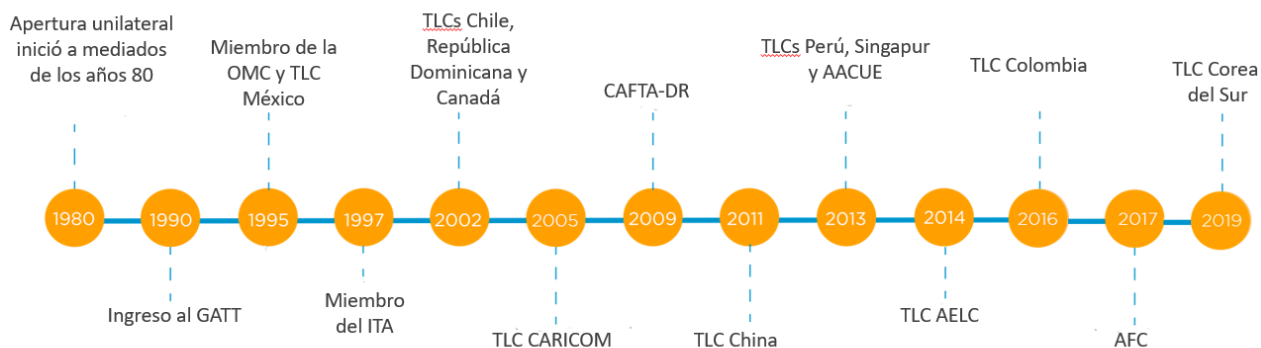 Apertura unilateral
inició a mediados
de los años 80
Miembro de la
OMC y TLC
México
TLCs Chile,
República
Dominicana y
Canadá
CAFTA-DR
TLCs Perú, Singapur
y AACUE
TLC Colombia
TLC Corea
del Sur
1980
1990
1995
1997
2002
2005
2009
2011
2013
2014
2016
2017
2019
Ingreso al GATT
Miembro
del ITA
TLC CARICOM
TLC China
TLC AELC
AFC